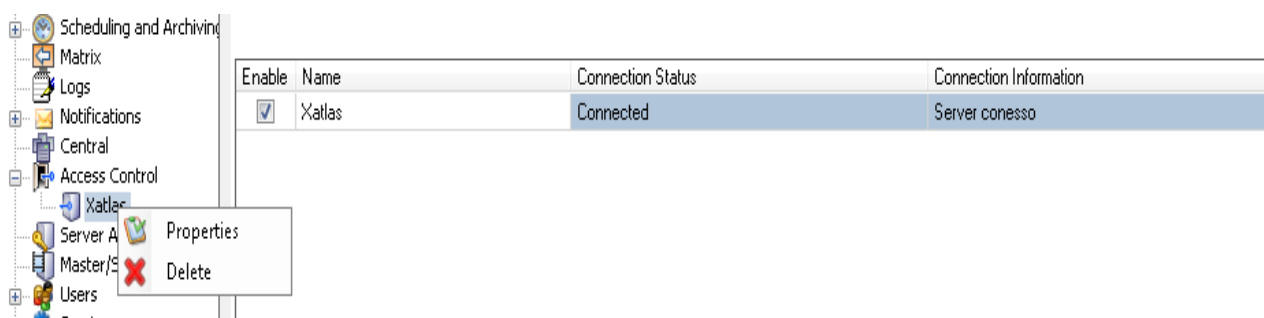 Scheduling and Archiving
Matrix
Logs
Notifications
Central
Access Control
Xatlas
Server A
Master/S
Users
Properties
Delete
Enable Name Connection Status Connection Information
Xatlas Connected Server conesso